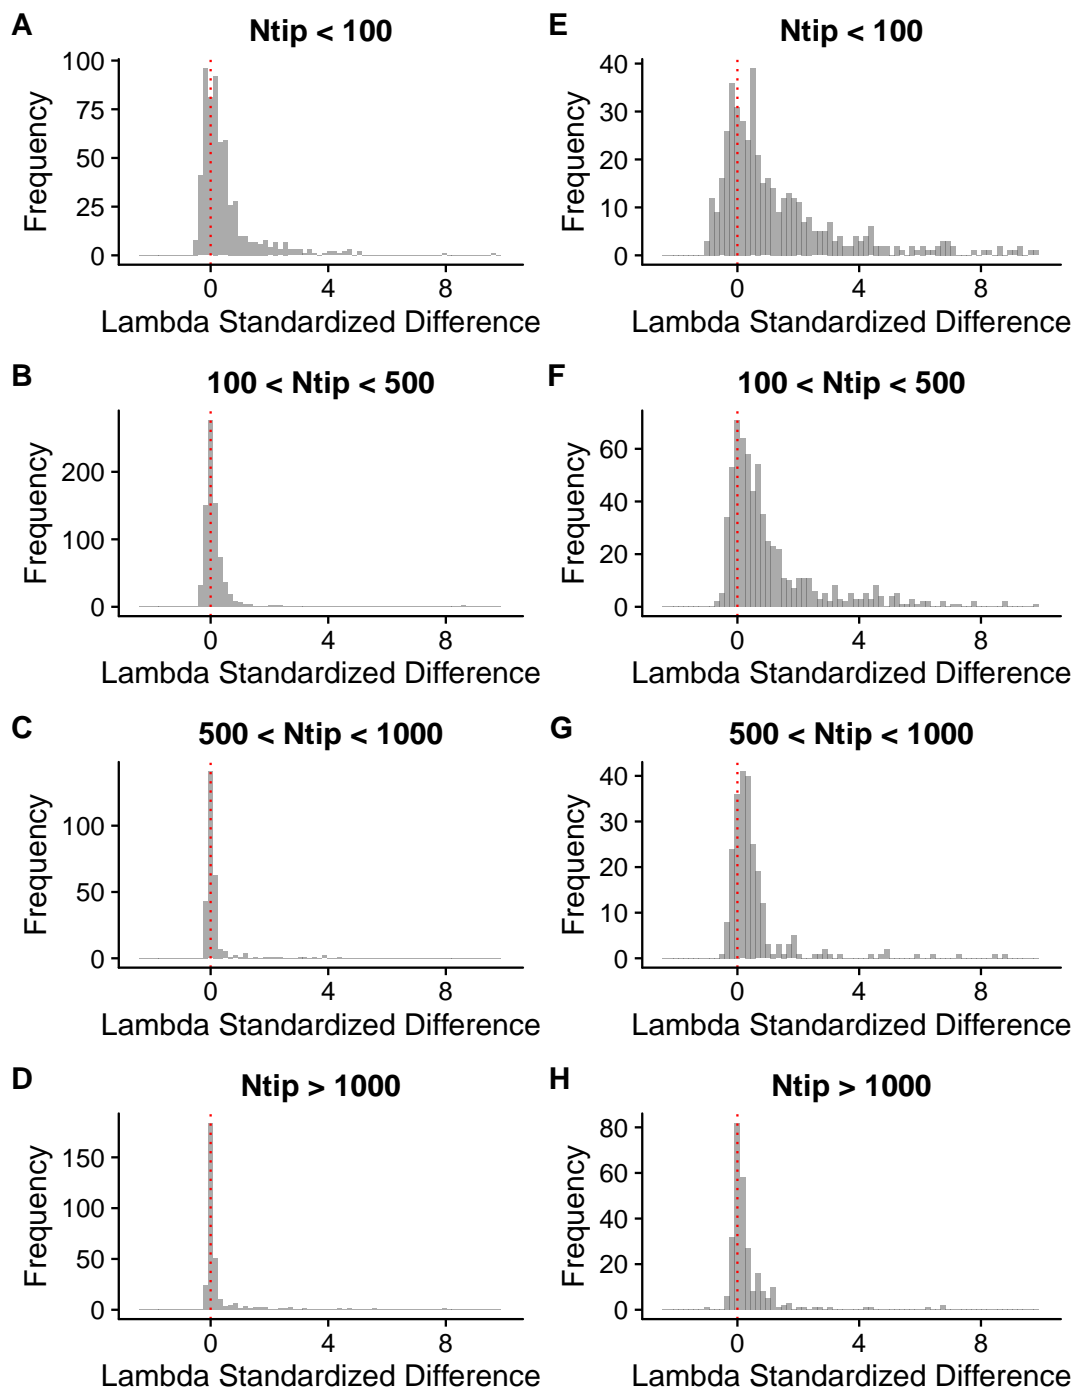 A
Ntip < 100
100
75
50
25
0
Frequency
0 4 8
Lambda Standardized Difference
E
Ntip < 100
40
30
20
10
0
Frequency
0 4 8
Lambda Standardized Difference
B
100 < Ntip < 500
200
100
0
Frequency
0 4 8
Lambda Standardized Difference
F
100 < Ntip < 500
60
40
20
0
Frequency
0 4 8
Lambda Standardized Difference
C
500 < Ntip < 1000
100
50
0
Frequency
0 4 8
Lambda Standardized Difference
G
500 < Ntip < 1000
40
30
20
10
0
Frequency
0 4 8
Lambda Standardized Difference
D
Ntip > 1000
150
100
50
0
Frequency
0 4 8
Lambda Standardized Difference
H
Ntip > 1000
80
60
40
20
0
Frequency
0 4 8
Lambda Standardized Difference